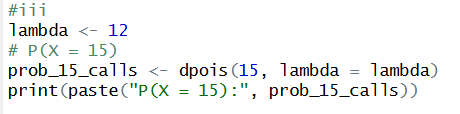 #iii
lambda <- 12
# P(X = 15)
prob_15_calls <- dpois(15, lambda = lambda)
print(paste("P(X = 15):", prob_15_calls))